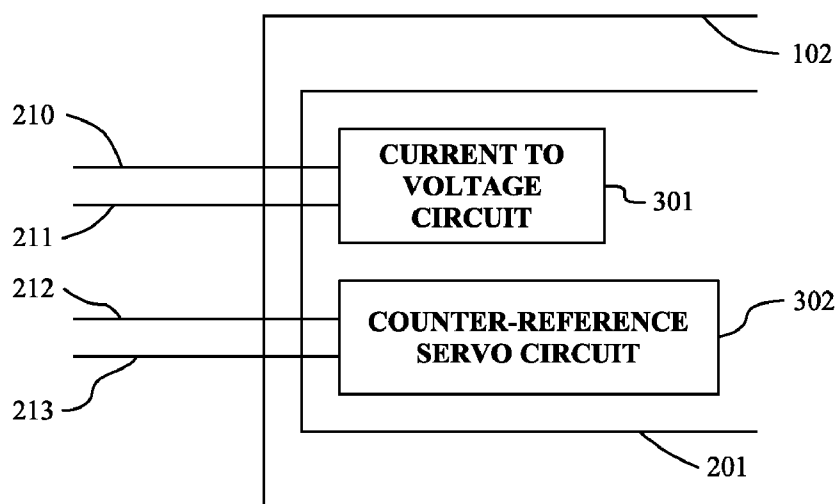 102
210
CURRENT TO
VOLTAGE
CIRCUIT
301
211
212
302
COUNTER-REFERENCE
SERVO CIRCUIT
213
201